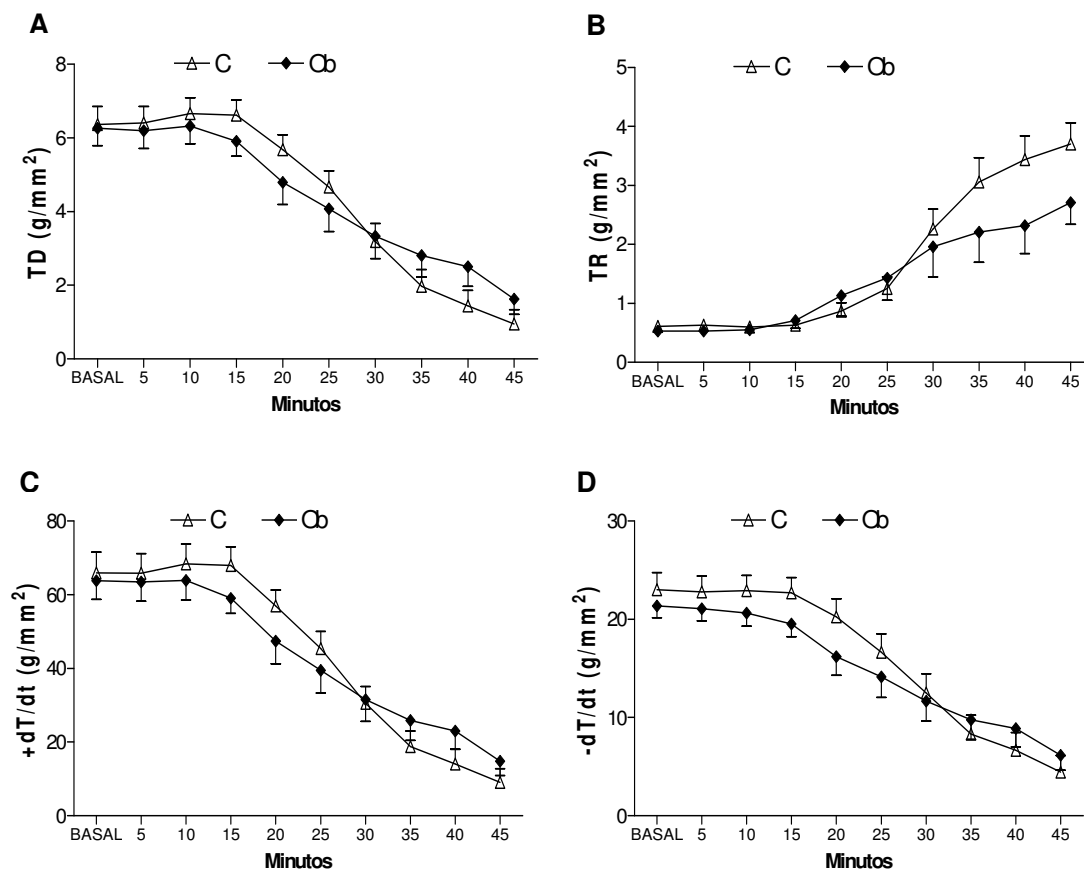 A
C Ob
8
6
4
2
0
TD (g/mm²)
BASAL 5 10 15 20 25 30 35 40 45
Minutos
B
C Ob
5
4
3
2
1
0
TR (g/mm²)
BASAL 5 10 15 20 25 30 35 40 45
Minutos
C
C Ob
80
60
40
20
0
+dT/dt (g/mm²)
BASAL 5 10 15 20 25 30 35 40 45
Minutos
D
C Ob
30
20
10
0
-dT/dt (g/mm²)
BASAL 5 10 15 20 25 30 35 40 45
Minutos